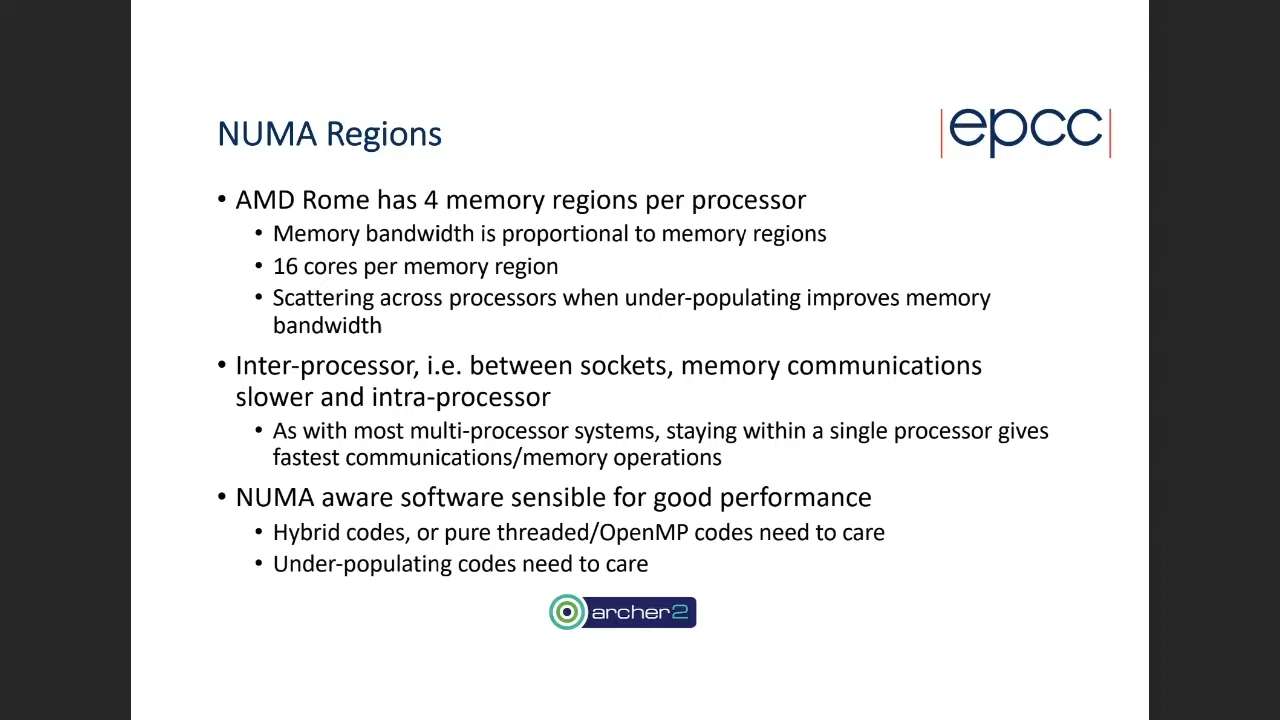 NUMA Regions
|epcc|
• AMD Rome has 4 memory regions per processor
• Memory bandwidth is proportional to memory regions
• 16 cores per memory region
• Scattering across processors when under-populating improves memory
bandwidth
• Inter-processor, i.e. between sockets, memory communications
slower and intra-processor
• As with most multi-processor systems, staying within a single processor gives
fastest communications/memory operations
• NUMA aware software sensible for good performance
• Hybrid codes, or pure threaded/OpenMP codes need to care
• Under-populating codes need to care
archer2